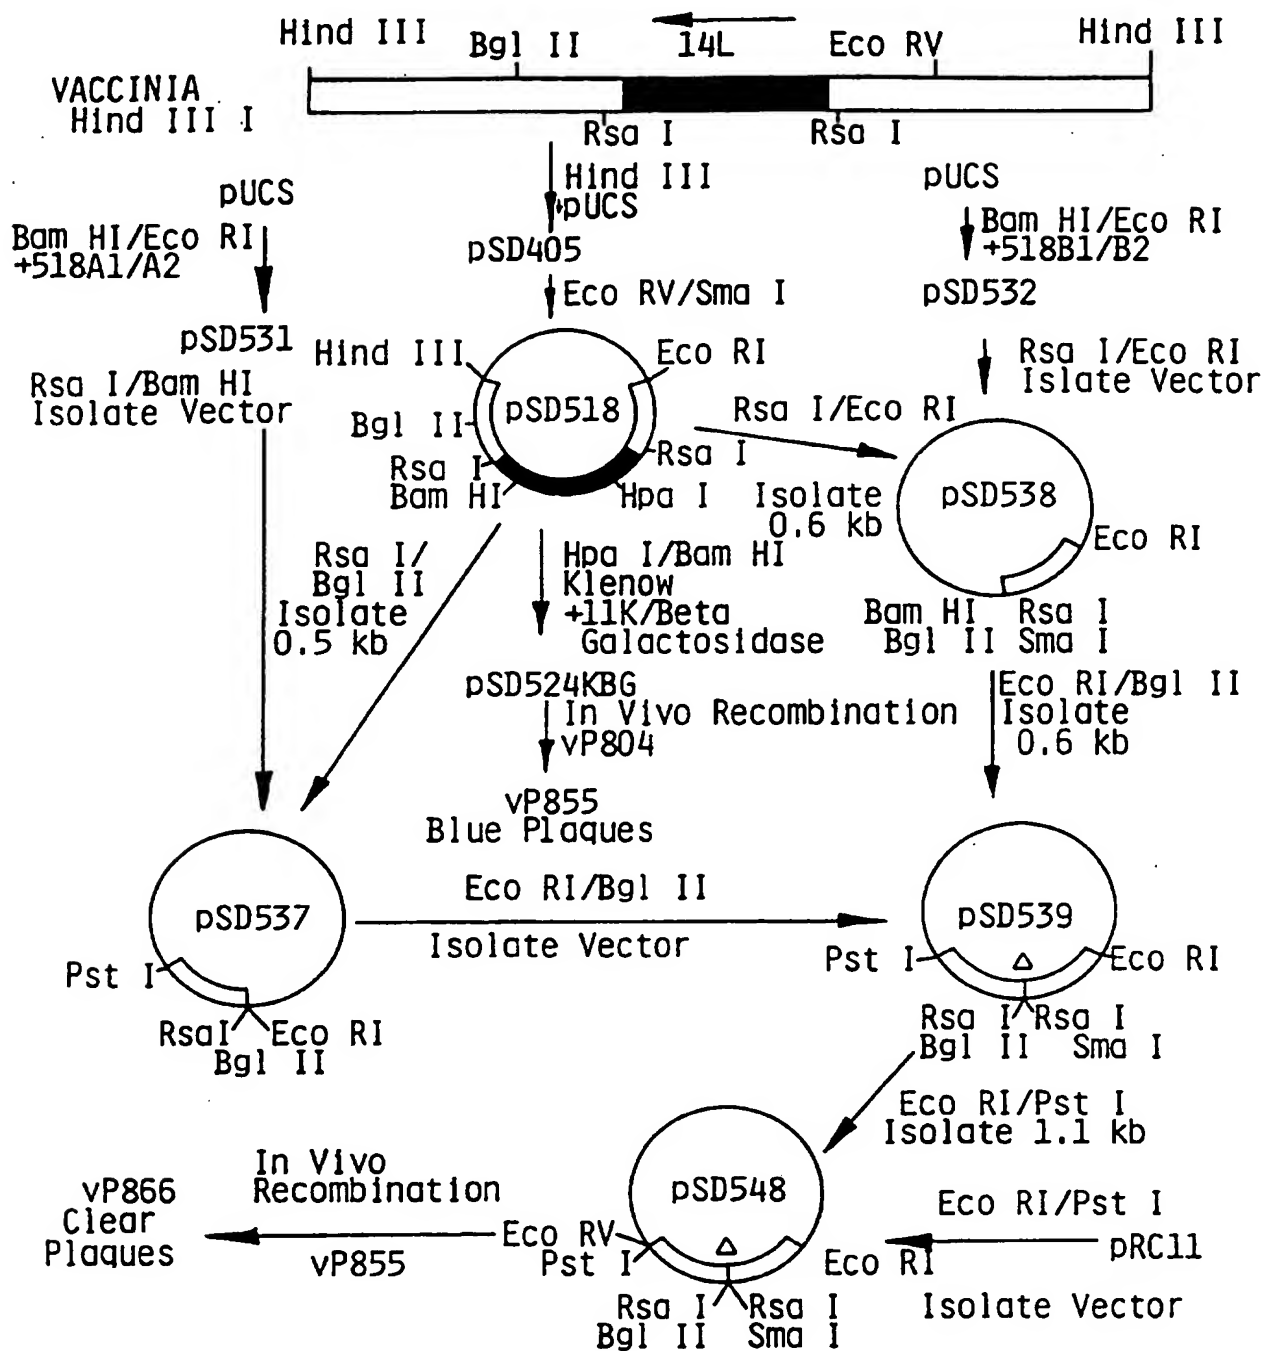 Hind III
Bgl II
14L
Eco RV
Hind III
VACCINIA
Hind III I
Rsa I
Rsa I
Hind III
+pUCS
pSD405
Eco RV/Sma I
pUCS
Bam HI/Eco RI
+518A1/A2
pSD531
Rsa I/Bam HI
Isolate Vector
pUCS
Bam HI/Eco RI
+518B1/B2
pSD532
Rsa I/Eco RI
Islate Vector
Hind III
Eco RI
pSD518
Bgl II
Rsa I
Bam HI
Rsa I
Hpa I
Rsa I/Eco RI
Isolate
0.6 kb
pSD538
Eco RI
Bam HI Rsa I
Bgl II Sma I
Rsa I/
Bgl II
Isolate
0.5 kb
Hpa I/Bam HI
Klenow
+11K/Beta
Galactosidase
pSD524KBG
In Vivo Recombination
vP804
vP855
Blue Plaques
Eco RI/Bgl II
Isolate
0.6 kb
pSD537
Pst I
RsaI Eco RI
Bgl II
Eco RI/Bgl II
Isolate Vector
pSD539
Pst I
Δ
Eco RI
Rsa I Rsa I
Bgl II Sma I
Eco RI/Pst I
Isolate 1.1 kb
pSD548
Eco RV
Pst I
Δ
Eco RI
Rsa I Rsa I
Bgl II Sma I
Eco RI/Pst I
pRC11
Isolate Vector
In Vivo
Recombination
vP855
vP866
Clear
Plaques